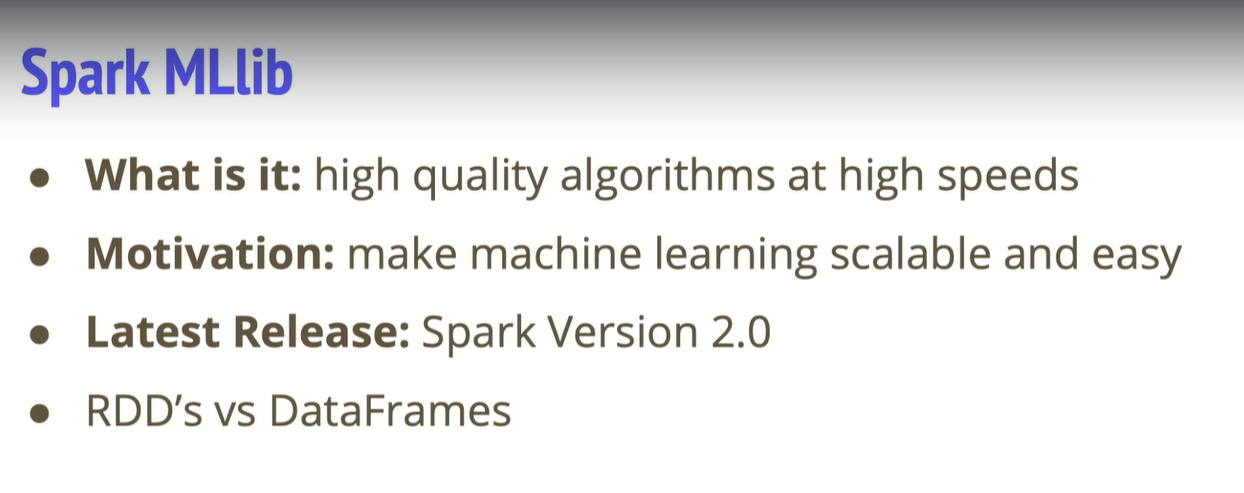 Spark MLlib
● What is it: high quality algorithms at high speeds
● Motivation: make machine learning scalable and easy
● Latest Release: Spark Version 2.0
● RDD’s vs DataFrames